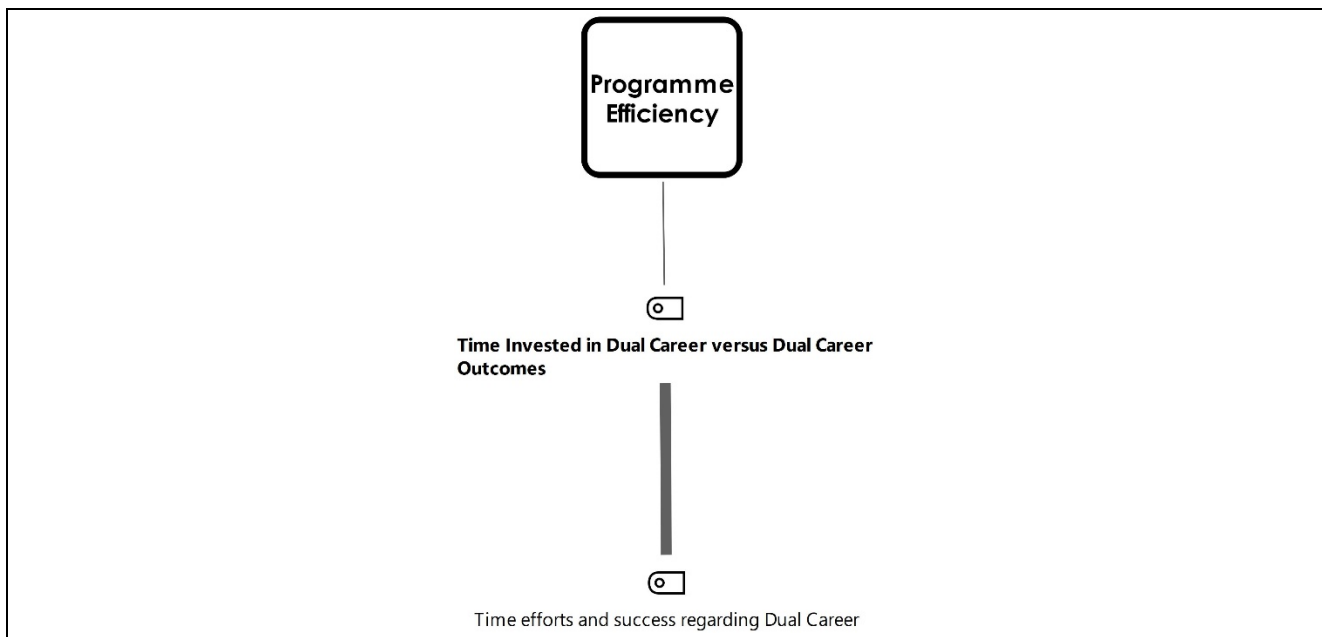 Programme
Efficiency
Time Invested in Dual Career versus Dual Career
Outcomes
Time efforts and success regarding Dual Career